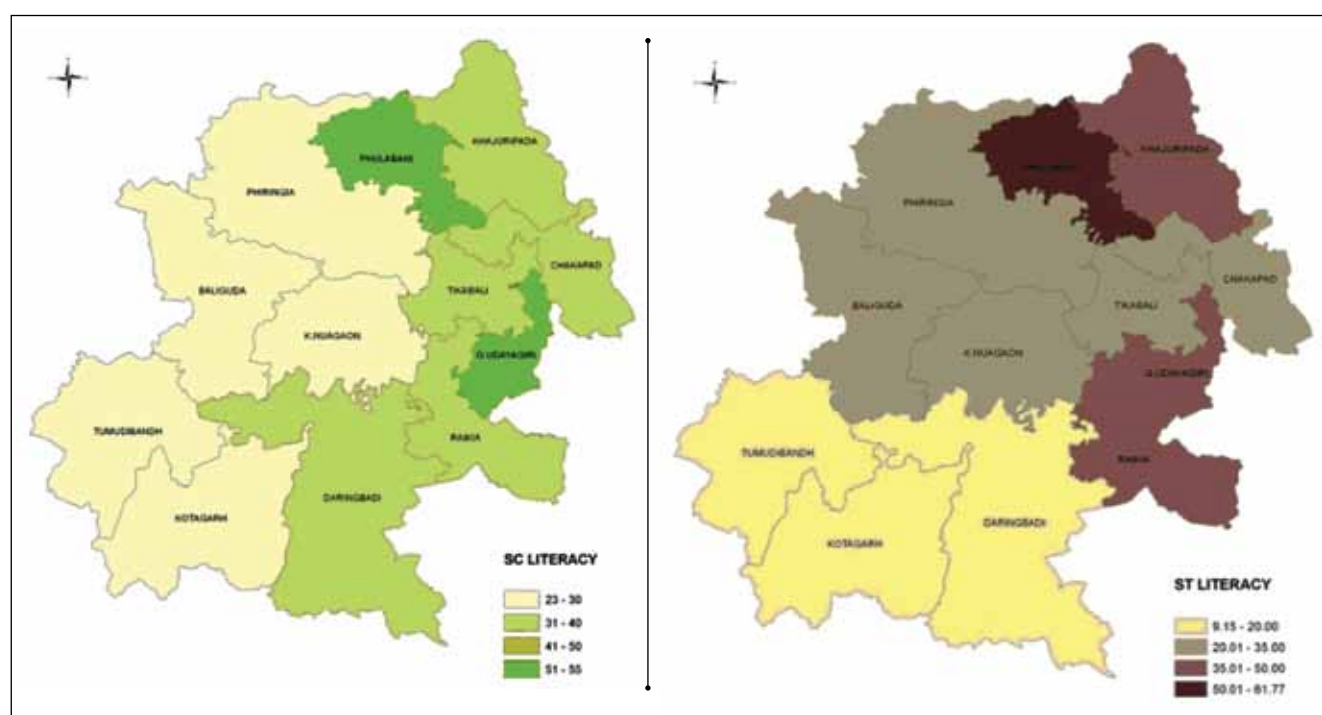 KHAJURIPADA
PHULABANI
PHIRINGIA
CHAKAPAD
TIKABALI
BALIGUDA
K.NUAGAON
G.UDAYAGIRI
RAIKIA
TUMUDIBANDH
DARINGBADI
KOTAGARH
SC LITERACY
23 - 30
31 - 40
41 - 50
51 - 55
KHAJURIPADA
PHIRINGIA
CHAKAPAD
TIKABALI
BALIGUDA
K.NUAGAON
G.UDAYAGIRI
RAIKIA
TUMUDIBANDH
DARINGBADI
KOTAGARH
ST LITERACY
9.15 - 20.00
20.01 - 35.00
35.01 - 50.00
50.01 - 61.77